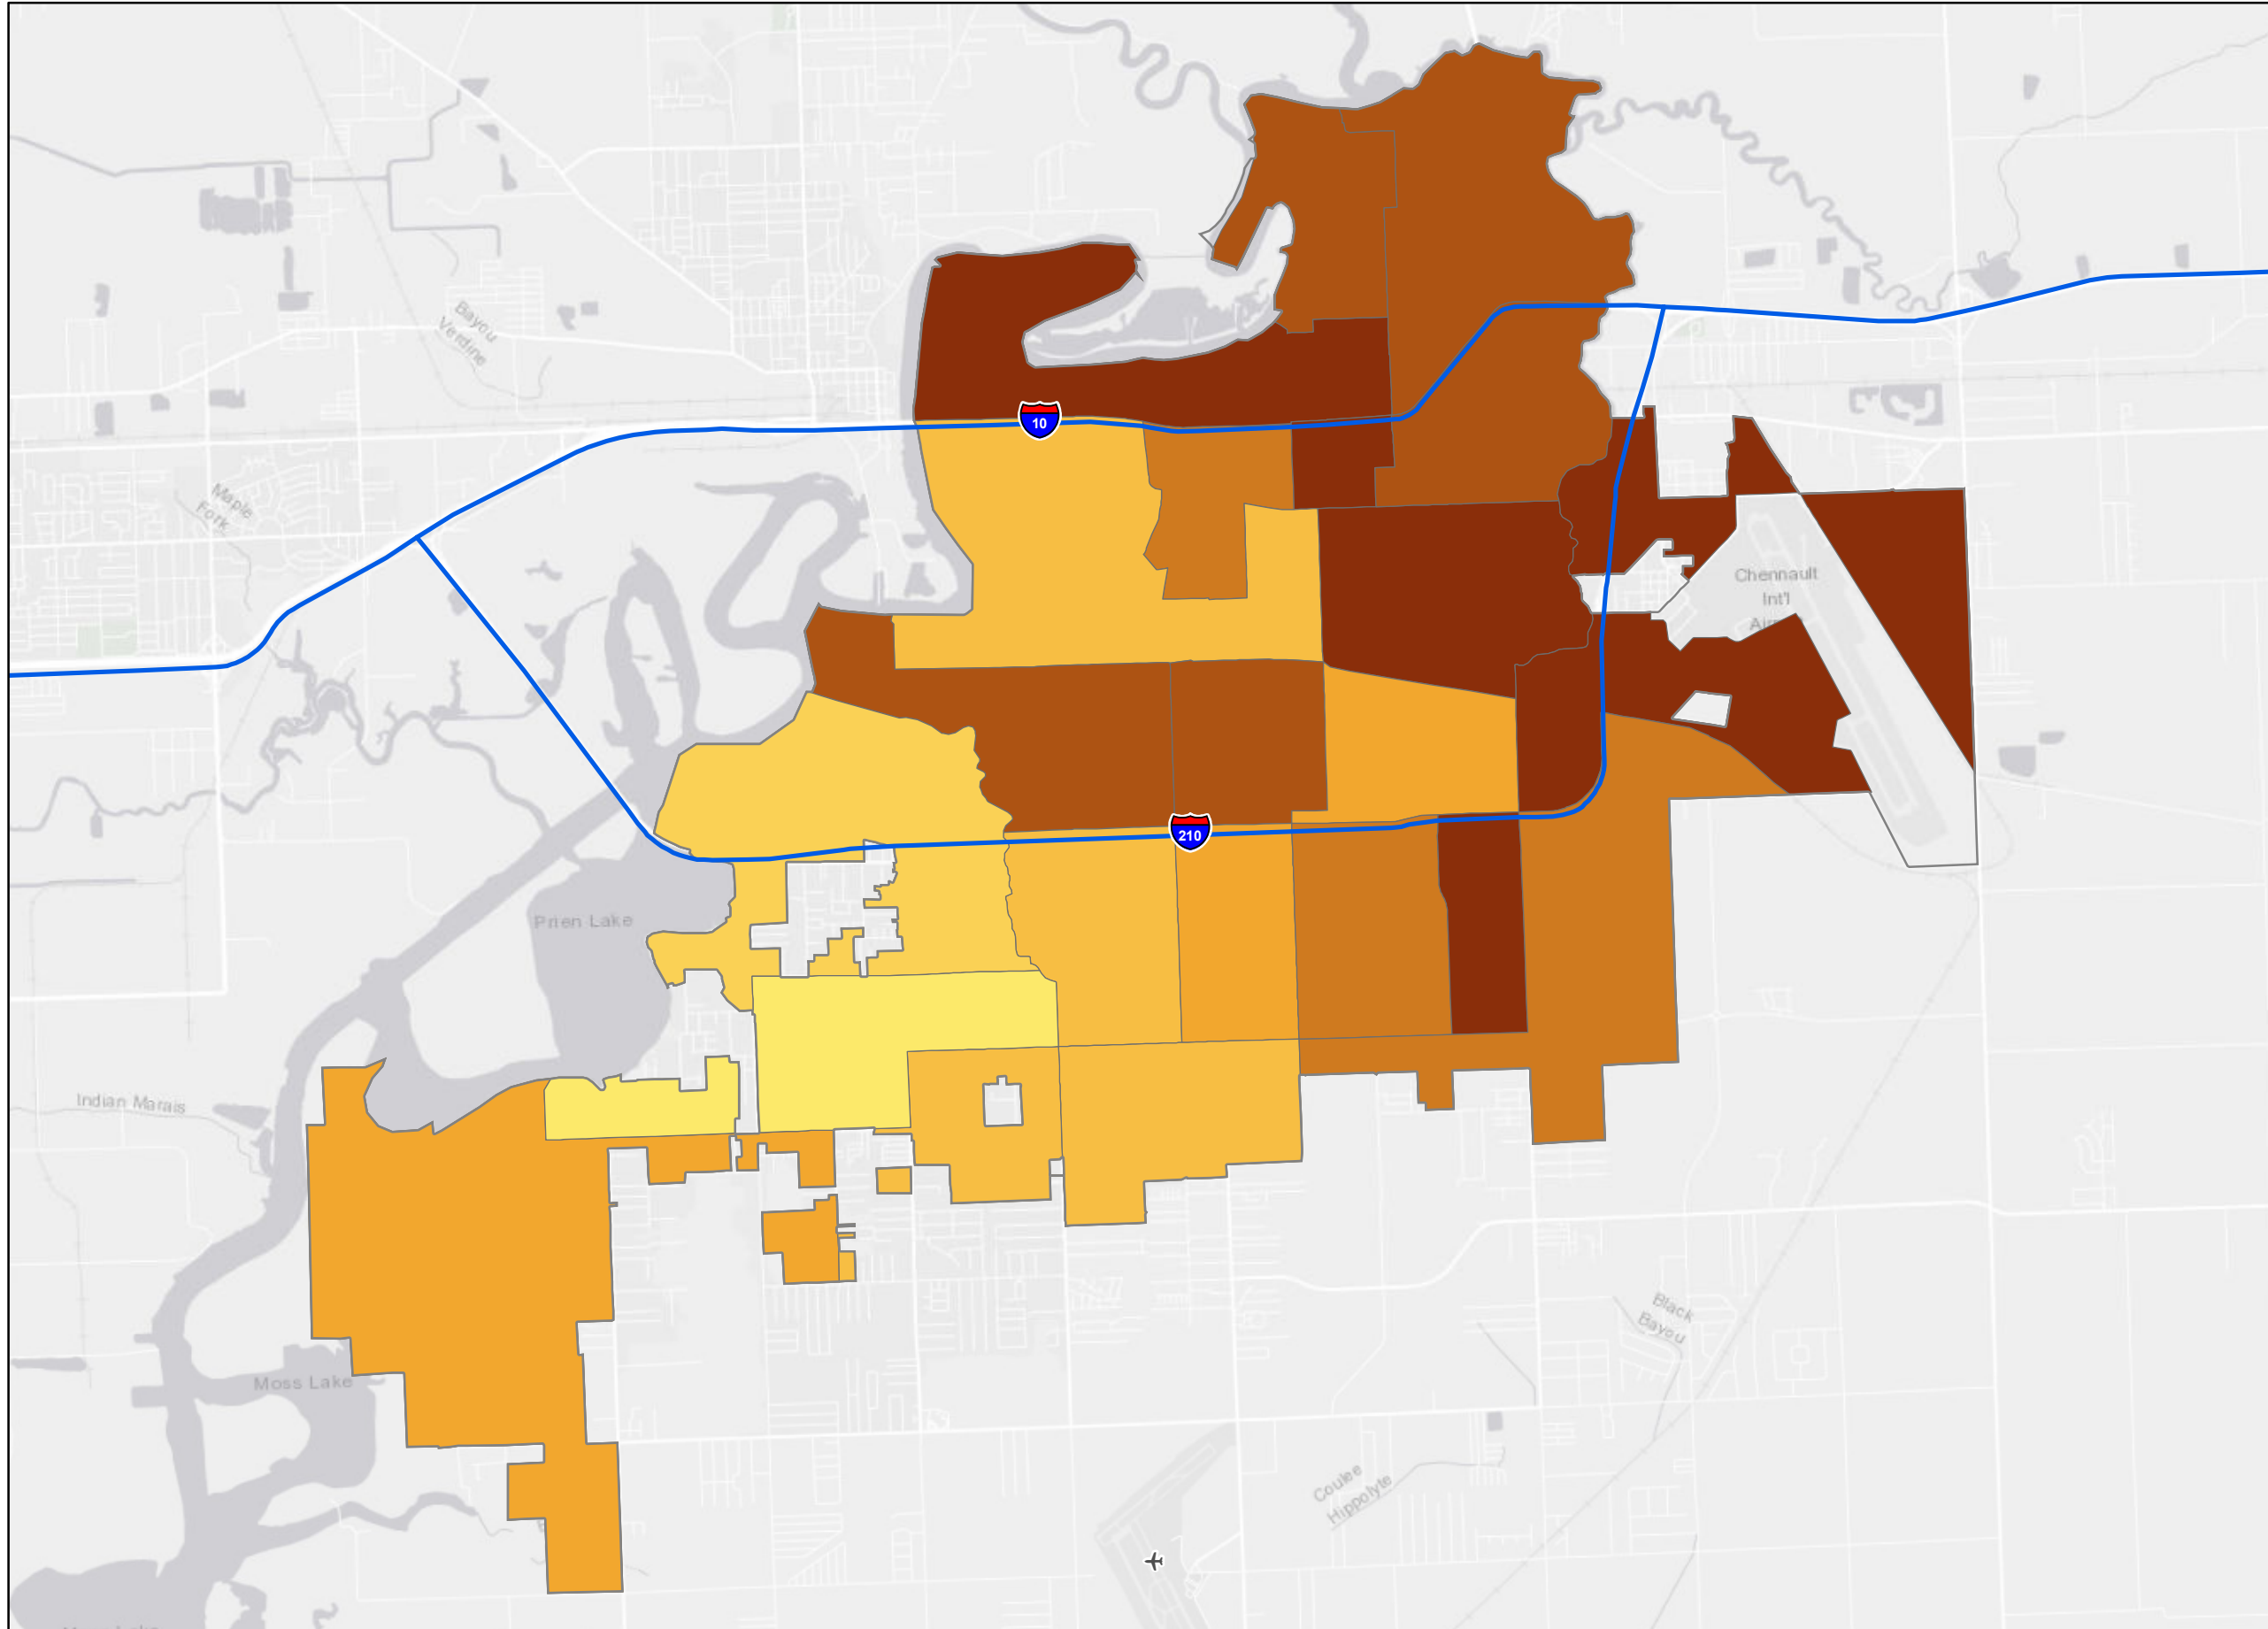 Bayou
Verdine
10
Maple
Fork
Chennault
Int'l
210
Prien Lake
Indian Marais
Black
Bayou
Moss Lake
Coulee
Hippolyte